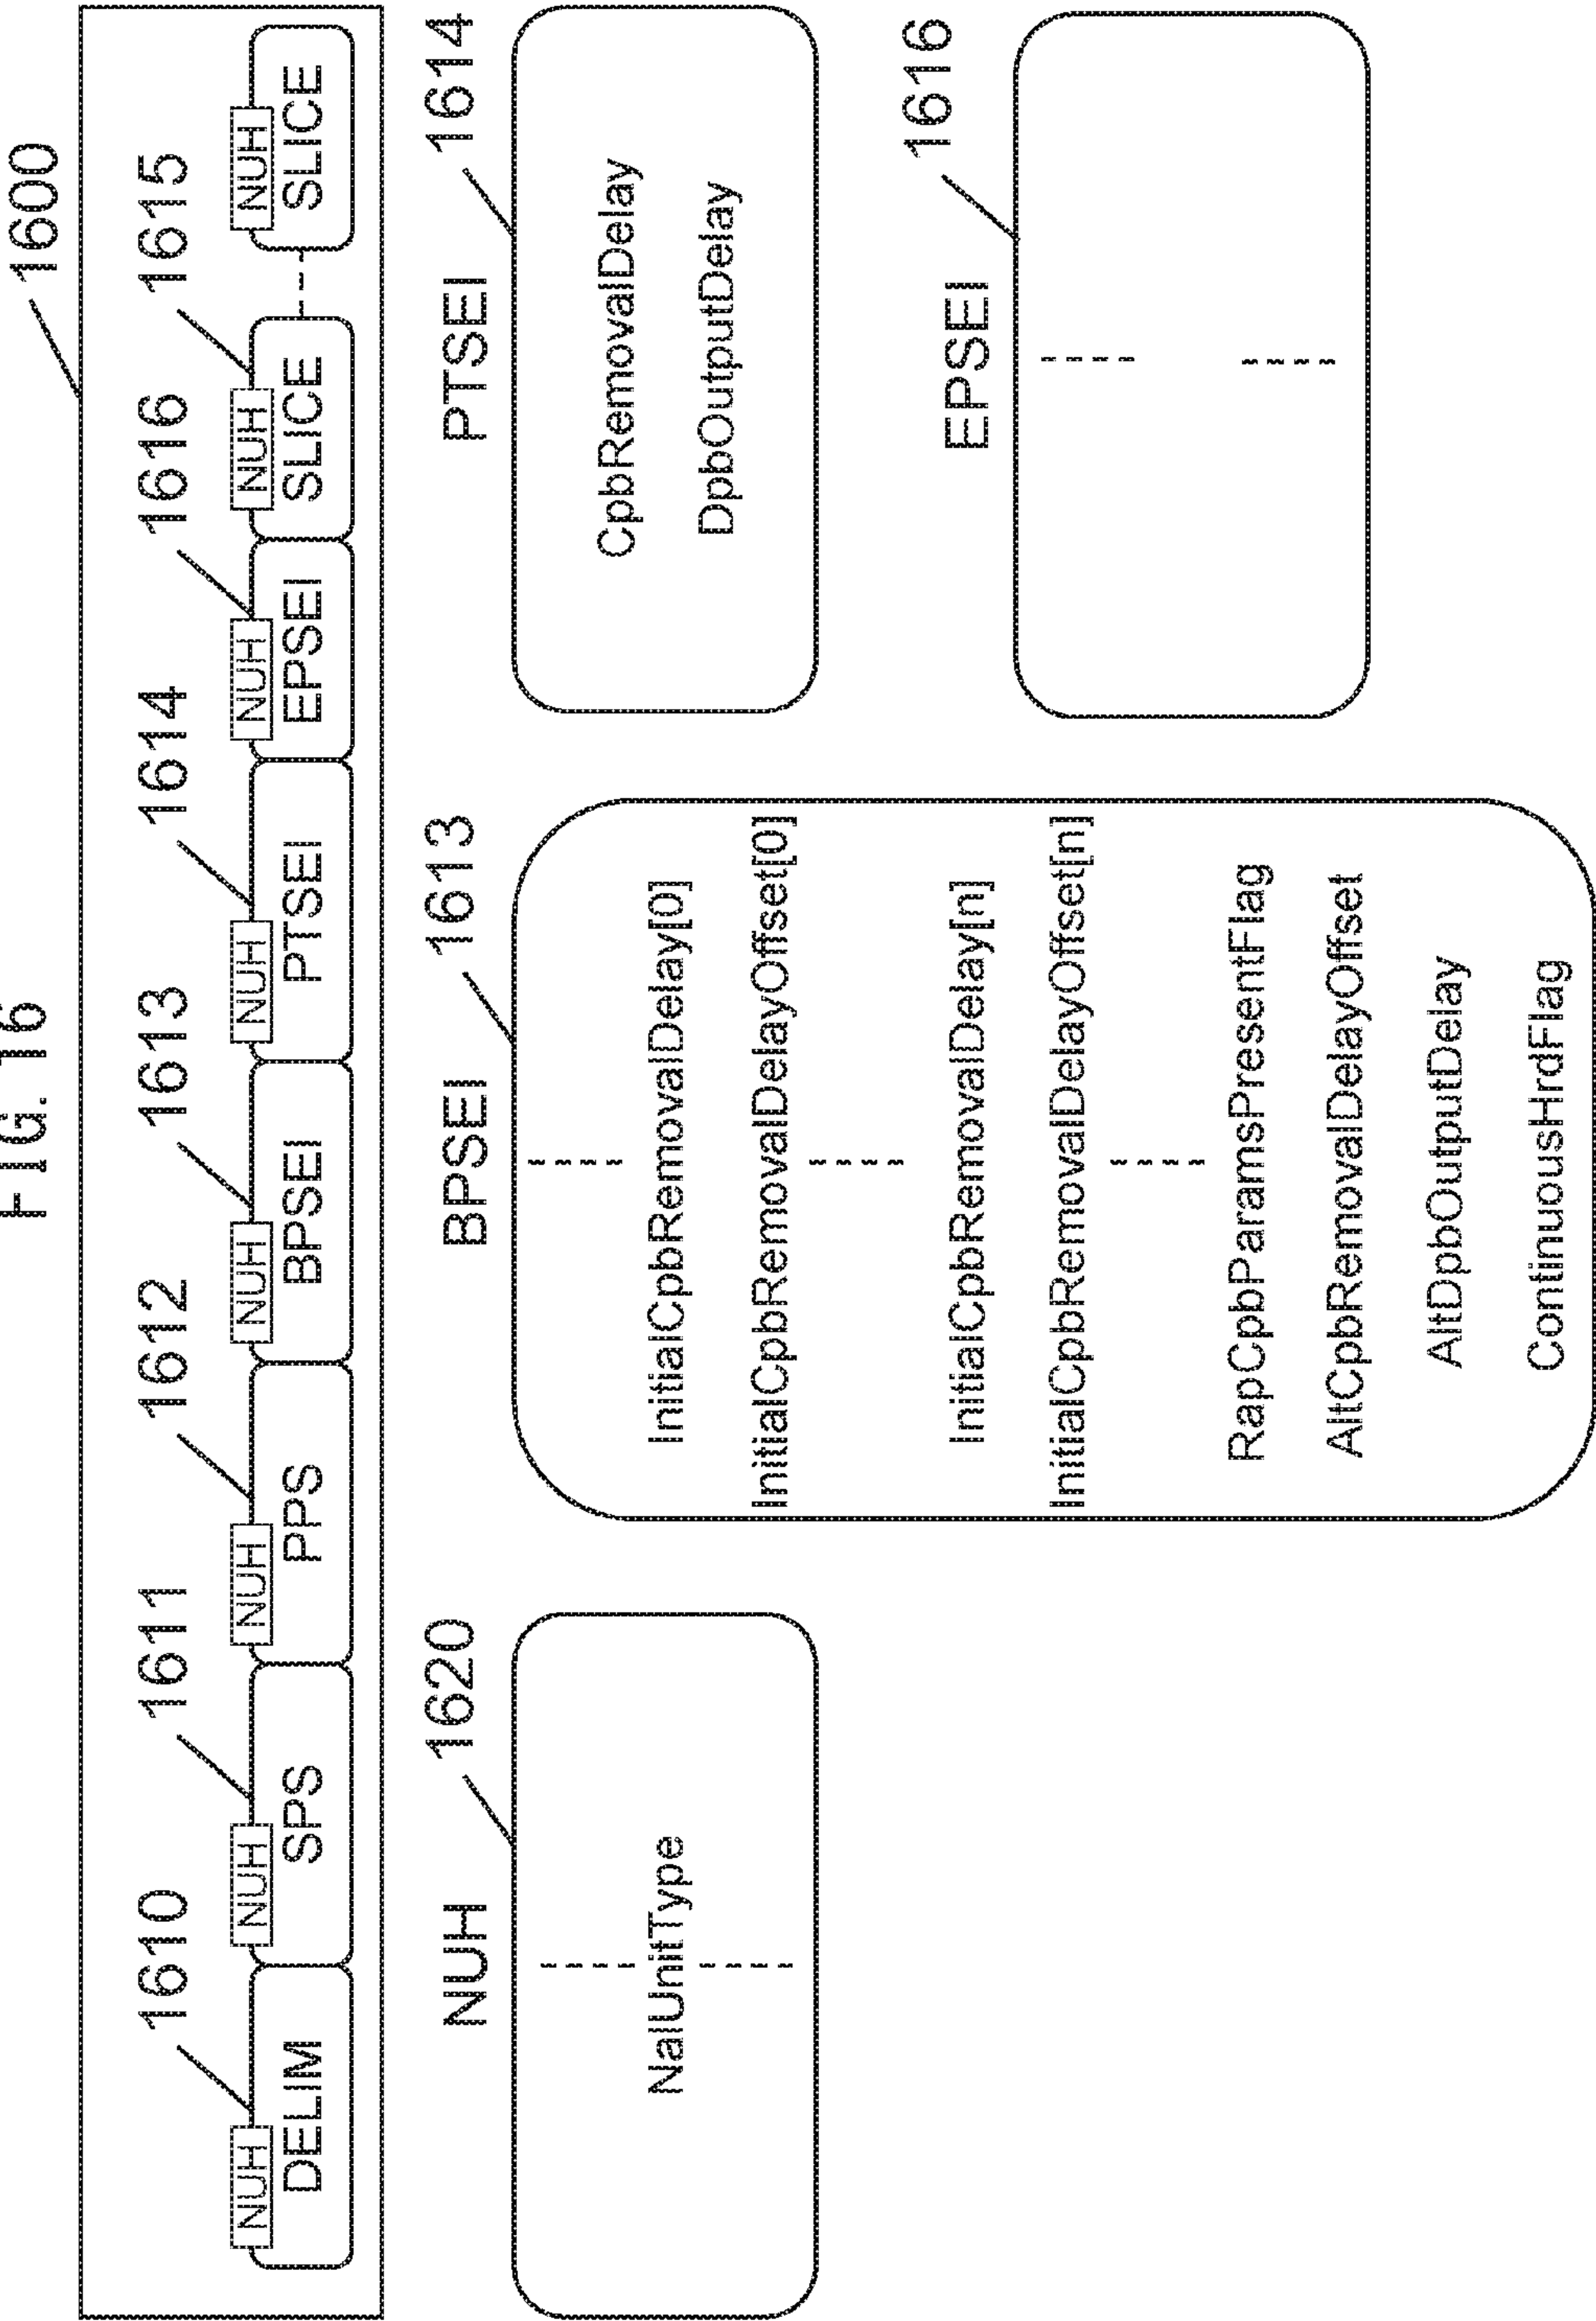 FIG. 16
1600
1610
1611
1612
1613
1614
1616
1615
NUH
NUH
NUH
NUH
NUH
NUH
NUH
NUH
DELIM
SPS
PPS
BPSEI
PTSEI
EPSEI
SLICE
SLICE
NUH
1620
NalUnitType
BPSEI
1613
InitialCpbRemovalDelay[0]
InitialCpbRemovalDelayOffset[0]
InitialCpbRemovalDelay[n]
InitialCpbRemovalDelayOffset[n]
RapCpbParamsPresentFlag
AltCpbRemovalDelayOffset
AltDpbOutputDelay
ContinuousHrdFlag
PTSEI
1614
CpbRemovalDelay
DpbOutputDelay
EPSEI
1616